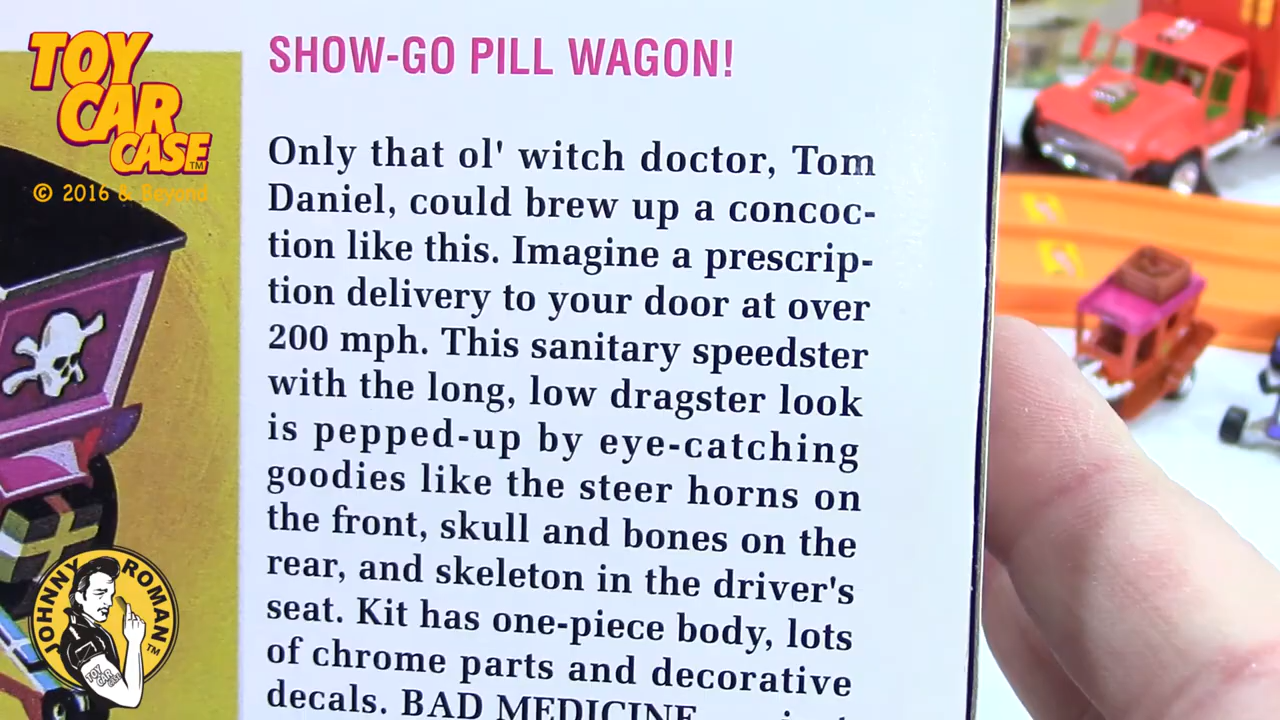 TOY
CAR
CASE™
© 2016 & Beyond
SHOW-GO PILL WAGON!
Only that ol' witch doctor, Tom
Daniel, could brew up a concoc-
tion like this. Imagine a prescrip-
tion delivery to your door at over
200 mph. This sanitary speedster
with the long, low dragster look
is pepped-up by eye-catching
goodies like the steer horns on
the front, skull and bones on the
rear, and skeleton in the driver's
seat. Kit has one-piece body, lots
of chrome parts and decorative
decals. BAD MEDICINE
JOHNNY ROMAN™
TOY
CAR
CASE